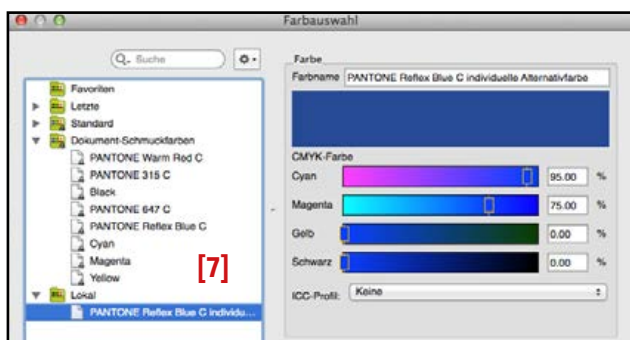 Farbauswahl
Suche
Favoriten
Letzte
Standard
Dokument-Schmuckfarben
PANTONE Warm Red C
PANTONE 315 C
Black
PANTONE 647 C
PANTONE Reflex Blue C
Cyan
Magenta
Yellow
[7]
Lokal
PANTONE Reflex Blue C individu...
Farbe
Farbname PANTONE Reflex Blue C individuelle Alternativfarbe
CMYK-Farbe
Cyan 95.00 %
Magenta 75.00 %
Gelb 0.00 %
Schwarz 0.00 %
ICC-Profil: Keine